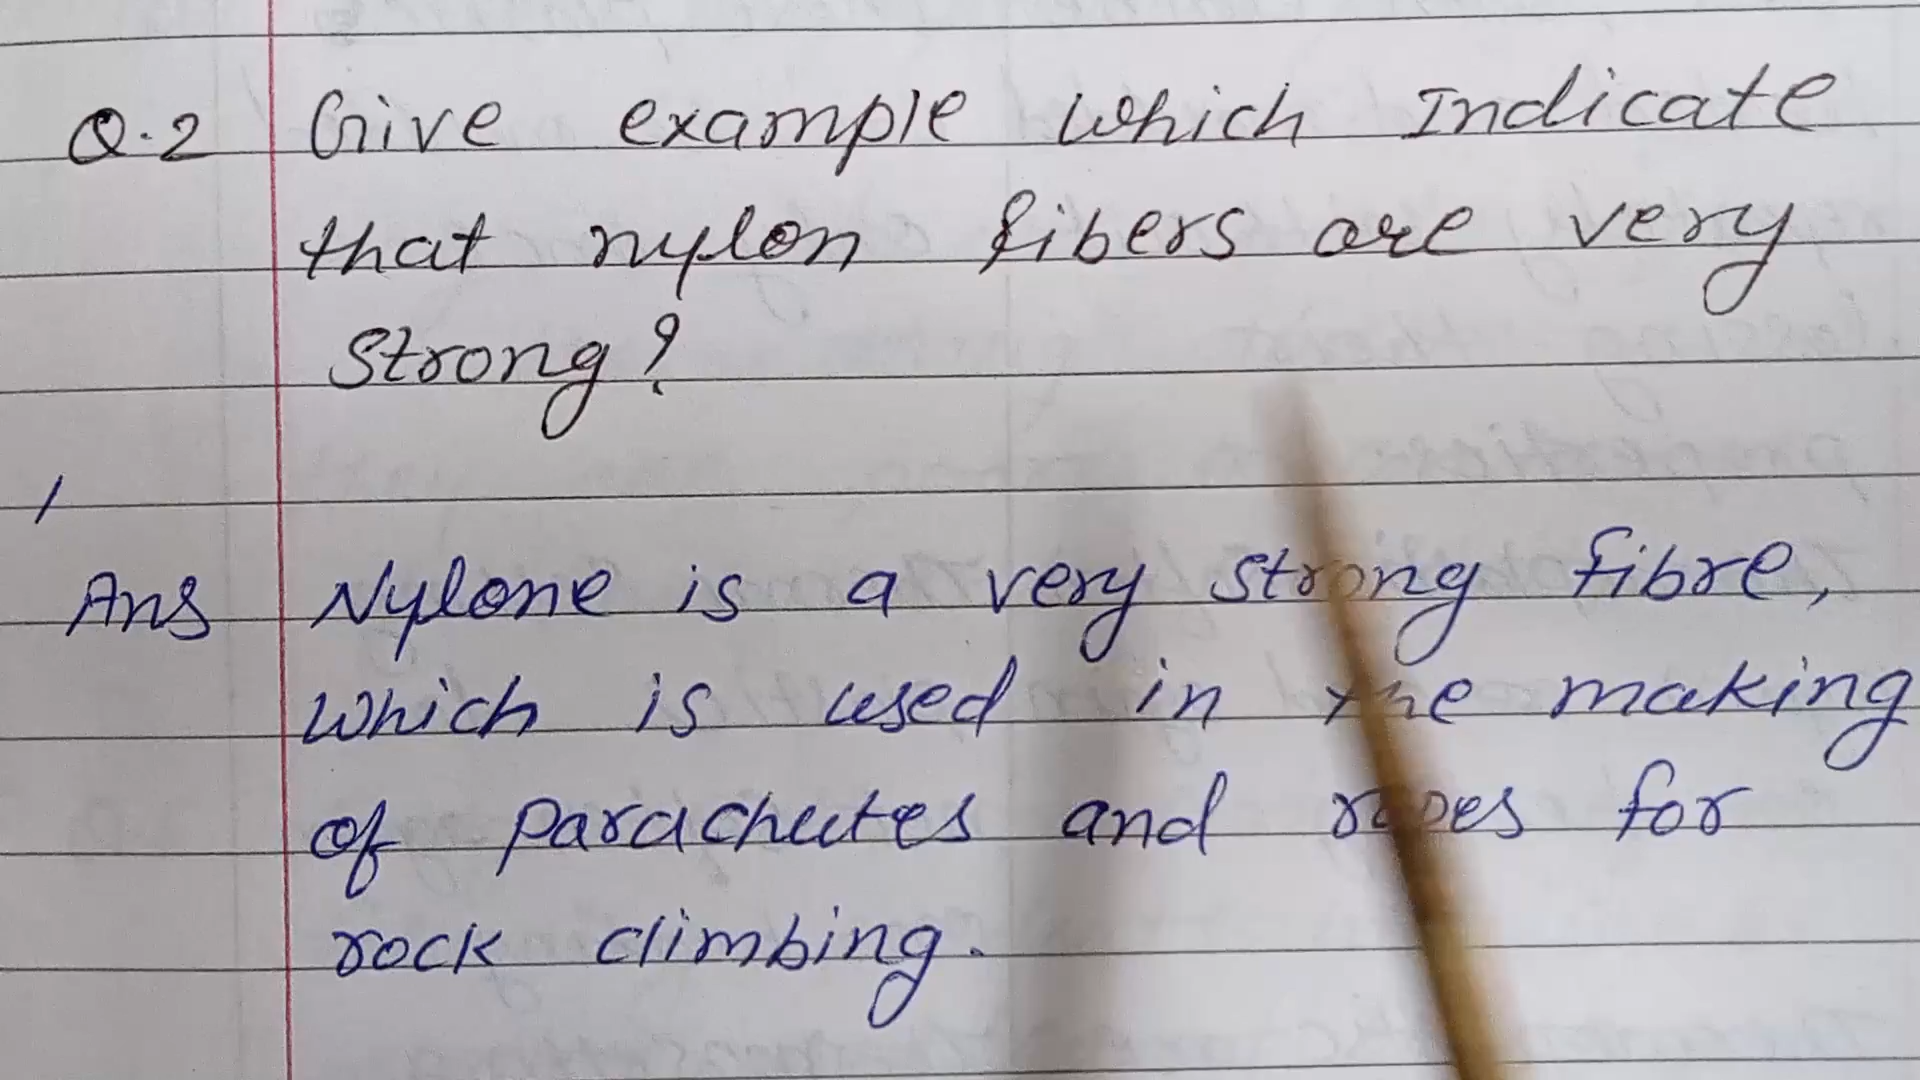 Q.2 Give example which Indicate
that nylon fibers are very
strong?
Ans Nylone is a very strong fibre,
which is used in the making
of parachutes and ropes for
rock climbing.